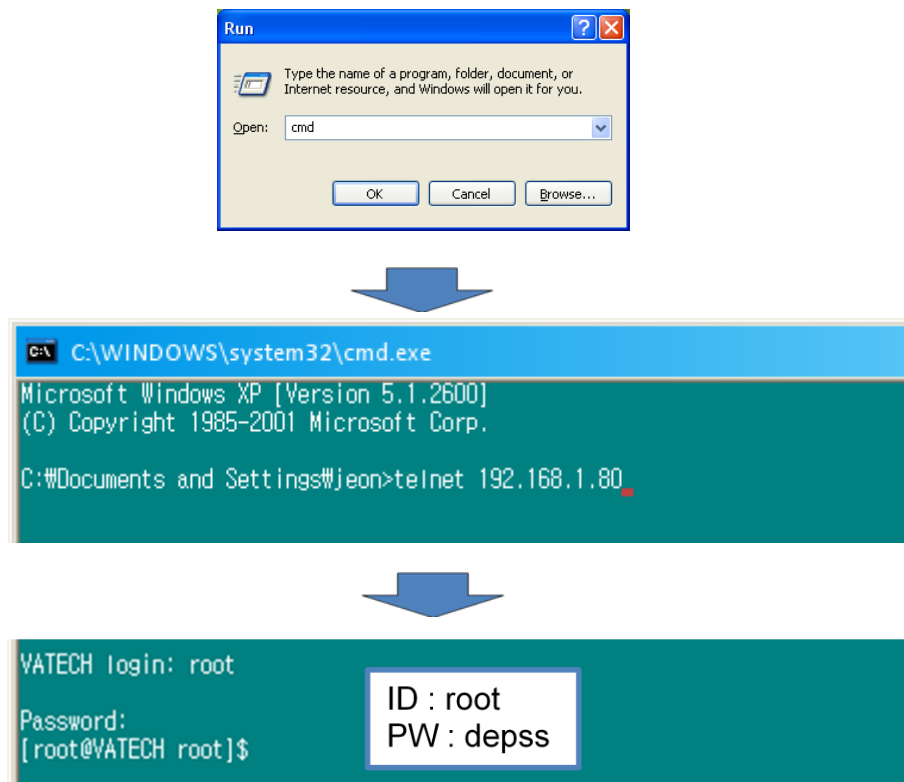 Run
Type the name of a program, folder, document, or
Internet resource, and Windows will open it for you.
Open: cmd
OK Cancel Browse...
C:\WINDOWS\system32\cmd.exe
Microsoft Windows XP [Version 5.1.2600]
(C) Copyright 1985-2001 Microsoft Corp.
C:₩Documents and Settings₩jeon>telnet 192.168.1.80
VATECH login: root
Password:
[root@VATECH root]$
ID : root
PW : depss